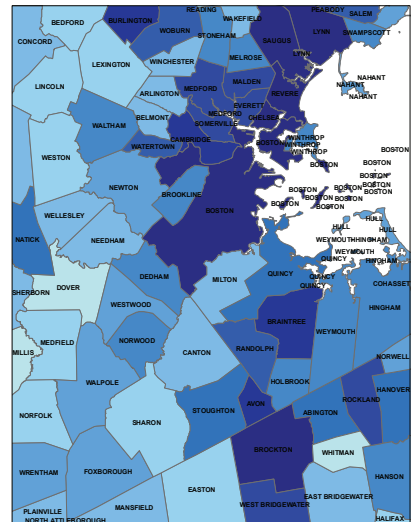 READING
PEABODY
SALEM
BEDFORD
BURLINGTON
WAKEFIELD
WOBURN
STONEHAM
LYNN
SWAMPSCOTT
CONCORD
SAUGUS
LYNN
MELROSE
WINCHESTER
LEXINGTON
NAHANT
MALDEN
NAHANT
LINCOLN
MEDFORD
ARLINGTON
REVERE
NAHANT
EVERETT
MEDFORD
BELMONT
CHELSEA
SOMERVILLE
WALTHAM
WINTHROP
CAMBRIDGE
BOSTON
WINTHROP
WATERTOWN
WINTHROP
BOSTON
WESTON
BOSTON
BOSTON
BOSTON
NEWTON
BOSTON
BOSTON
BOSTON
BOSTON
BROOKLINE
BOSTON
BOSTON
BOSTON
BOSTON
BOSTON
WELLESLEY
HULL
HULL
HULL
NATICK
NEEDHAM
WEYMOUTH
HINGHAM
WEYMOUTH
QUINCY
HINGHAM
QUINCY
DEDHAM
MILTON
QUINCY
COHASSET
QUINCY
DOVER
SHERBORN
WESTWOOD
HINGHAM
BRAINTREE
WEYMOUTH
NORWOOD
MEDFIELD
RANDOLPH
CANTON
MILLIS
NORWELL
WALPOLE
HOLBROOK
HANOVER
ROCKLAND
AVON
STOUGHTON
ABINGTON
NORFOLK
SHARON
BROCKTON
WHITMAN
WRENTHAM
FOXBOROUGH
HANSON
EASTON
EAST BRIDGEWATER
WEST BRIDGEWATER
MANSFIELD
PLAINVILLE
NORTH ATTLEBOROUGH
HALIFAX